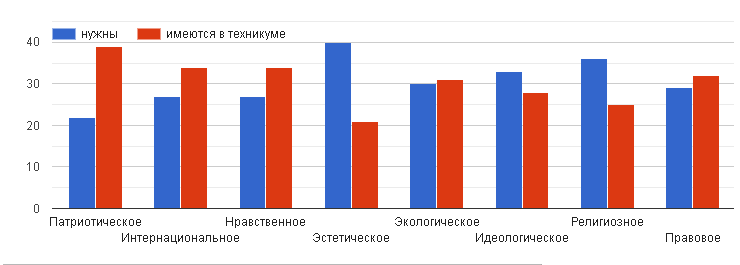 нужны имеются в техникуме
40
30
20
10
0
Патриотическое Нравственное Экологическое Религиозное
Интернациональное Эстетическое Идеологическое Правовое